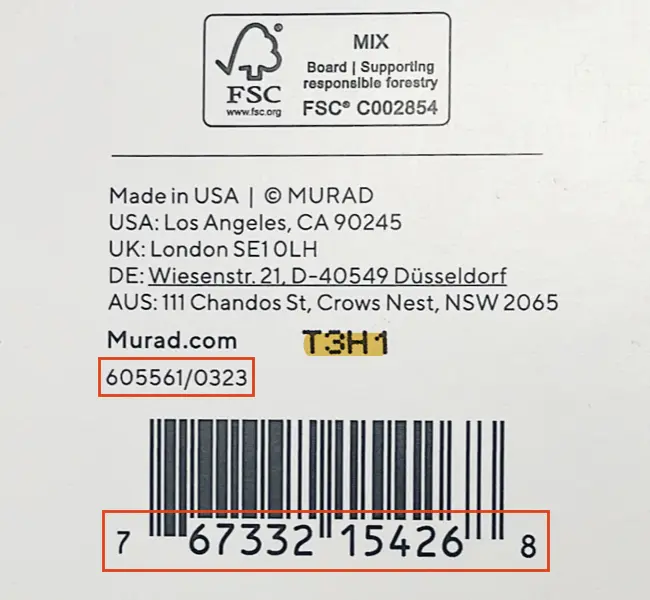 FSC®
www.fsc.org
MIX
Board | Supporting
responsible forestry
FSC® C002854
Made in USA | © MURAD
USA: Los Angeles, CA 90245
UK: London SE1 0LH
DE: Wiesenstr. 21, D-40549 Düsseldorf
AUS: 111 Chandos St, Crows Nest, NSW 2065
Murad.com T3H1
605561/0323
7 67332 15426 8